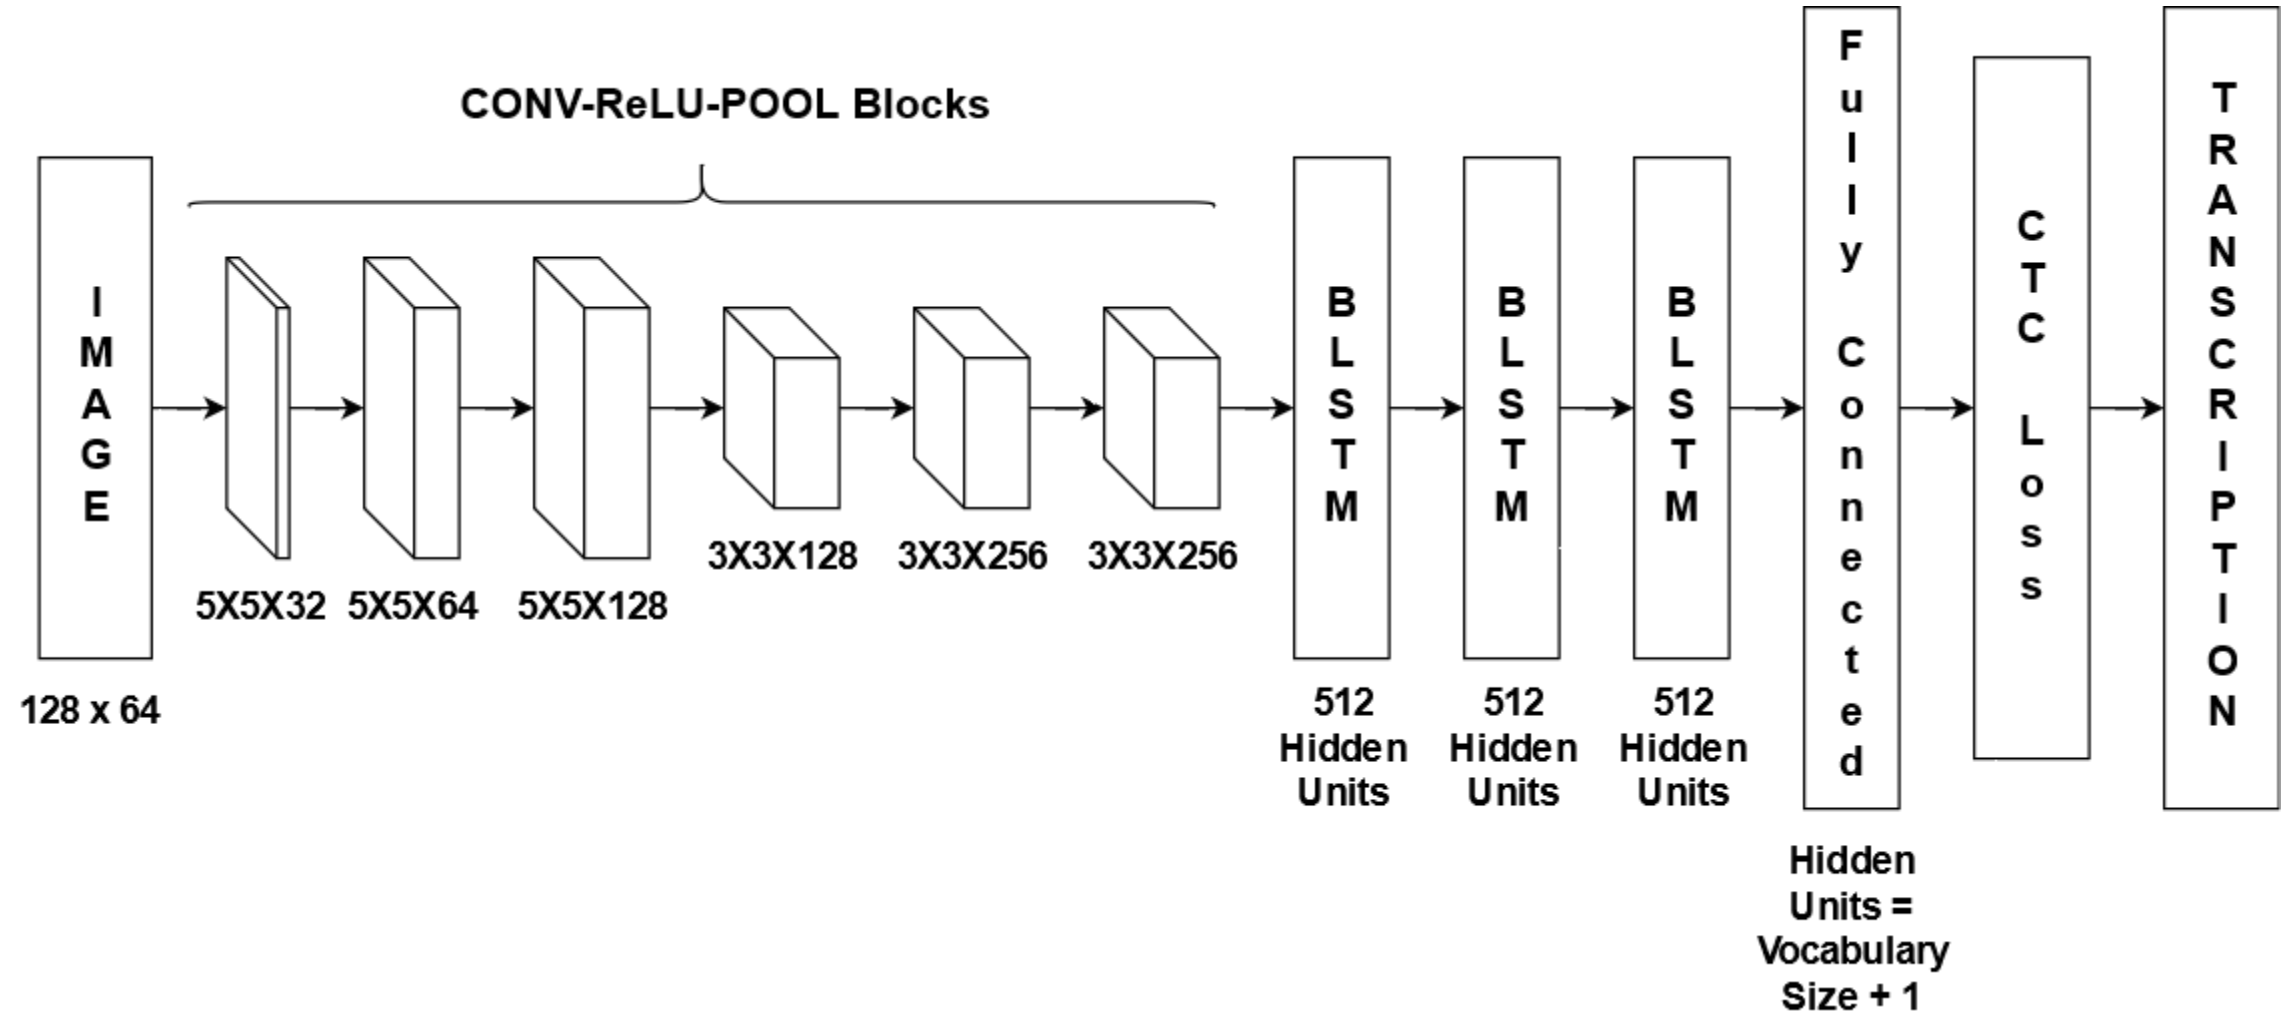 CONV-ReLU-POOL Blocks
IMAGE
128 x 64
5X5X32
5X5X64
5X5X128
3X3X128
3X3X256
3X3X256
BLSTM
512
Hidden
Units
BLSTM
512
Hidden
Units
BLSTM
512
Hidden
Units
Fully Connected
Hidden
Units =
Vocabulary
Size + 1
CTC Loss
TRANSCRIPTION